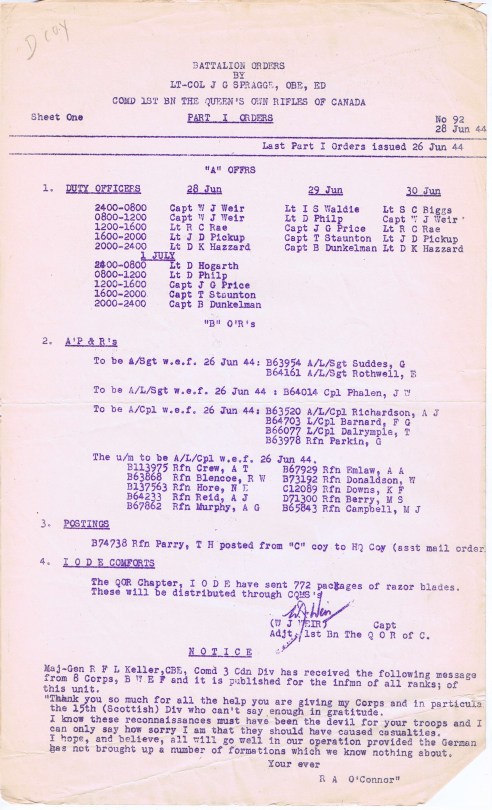 D coy
BATTALION ORDERS
BY
LT-COL J G SPRAGGE, OBE, ED
COMD 1ST BN THE QUEEN'S OWN RIFLES OF CANADA
Sheet One PART I ORDERS No 92
28 Jun 44
Last Part I Orders issued 26 Jun 44
"A" OFFRS
1. DUTY OFFICERS 28 Jun 29 Jun 30 Jun
2400-0800 Capt W J Weir Lt I S Waldie Lt S C Biggs
0800-1200 Capt W J Weir Lt D Philp Capt W J Weir
1200-1600 Lt R C Rae Capt J G Price Lt R C Rae
1600-2000 Lt J D Pickup Capt T Staunton Lt J D Pickup
2000-2400 Lt D K Hazzard Capt B Dunkelman Lt D K Hazzard
1 JULY
2400-0800 Lt D Hogarth
0800-1200 Lt D Philp
1200-1600 Capt J G Price
1600-2000 Capt T Staunton
2000-2400 Capt B Dunkelman
"B" O'R's
2. A'P & R's
To be A/Sgt w.e.f. 26 Jun 44: B63954 A/L/Sgt Suddes, G
B64161 A/L/Sgt Rothwell, E
To be A/L/Sgt w.e.f. 26 Jun 44 : B64014 Cpl Phalen, J W
To be A/Cpl w.e.f. 26 Jun 44: B63520 A/L/Cpl Richardson, A J
B64703 L/Cpl Barnard, F G
B66077 L/Cpl Dalrymple, T
B63978 Rfn Parkin, G
The u/m to be A/L/Cpl w.e.f. 26 Jun 44.
B113975 Rfn Crew, A T B67929 Rfn Emlaw, A A
B63868 Rfn Blencoe, R W B73192 Rfn Donaldson, W
B137563 Rfn Hore, N E C12089 Rfn Downs, K F
B64233 Rfn Reid, A J D71300 Rfn Berry, M S
B67862 Rfn Murphy, A G B65843 Rfn Campbell, M J
3. POSTINGS
B74738 Rfn Parry, T H posted from "C" coy to HQ Coy (asst mail order
4. I O D E COMFORTS
The QOR Chapter, I O D E have sent 772 packages of razor blades.
These will be distributed through CQMS's
W J Weir
(W J WEIR) Capt
Adjt, 1st Bn The Q O R of C.
N O T I C E
Maj-Gen R F L Keller,CBE, Comd 3 Cdn Div has received the following message
from 8 Corps, B W E F and it is published for the infmn of all ranks; of
this unit.
"Thank you so much for all the help you are giving my Corps and in particula
the 15th (Scottish) Div who can't say enough in gratitude.
I know these reconnaissances must have been the devil for your troops and I
can only say how sorry I am that they should have caused casualties.
I hope, and believe, all will go well in our operation provided the German
has not brought up a number of formations which we know nothing about.
Your ever
R A O'Connor"